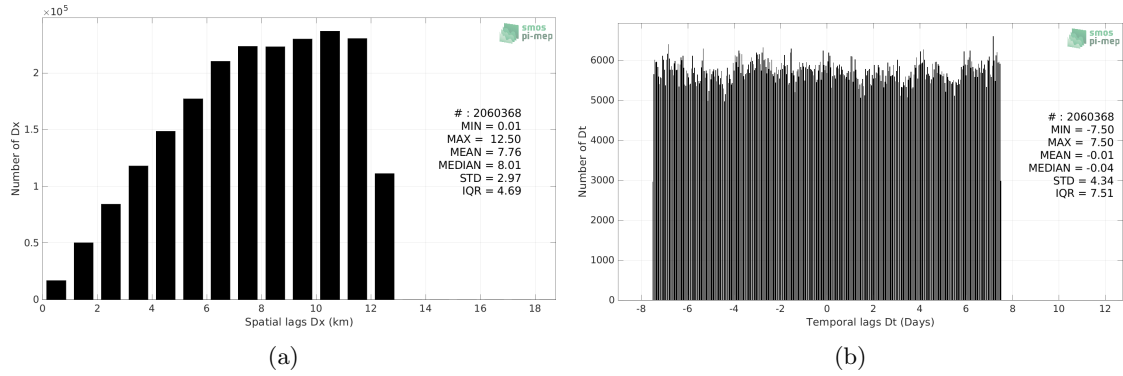 ×10⁵
smos
pi-mep
2
1.5
1
0.5
0
Number of Dx
# : 2060368
MIN = 0.01
MAX = 12.50
MEAN = 7.76
MEDIAN = 8.01
STD = 2.97
IQR = 4.69
0 2 4 6 8 10 12 14 16 18
Spatial lags Dx (km)
(a)
smos
pi-mep
6000
5000
4000
3000
2000
1000
0
Number of Dt
# : 2060368
MIN = -7.50
MAX = 7.50
MEAN = -0.01
MEDIAN = -0.04
STD = 4.34
IQR = 7.51
-8 -6 -4 -2 0 2 4 6 8 10 12
Temporal lags Dt (Days)
(b)